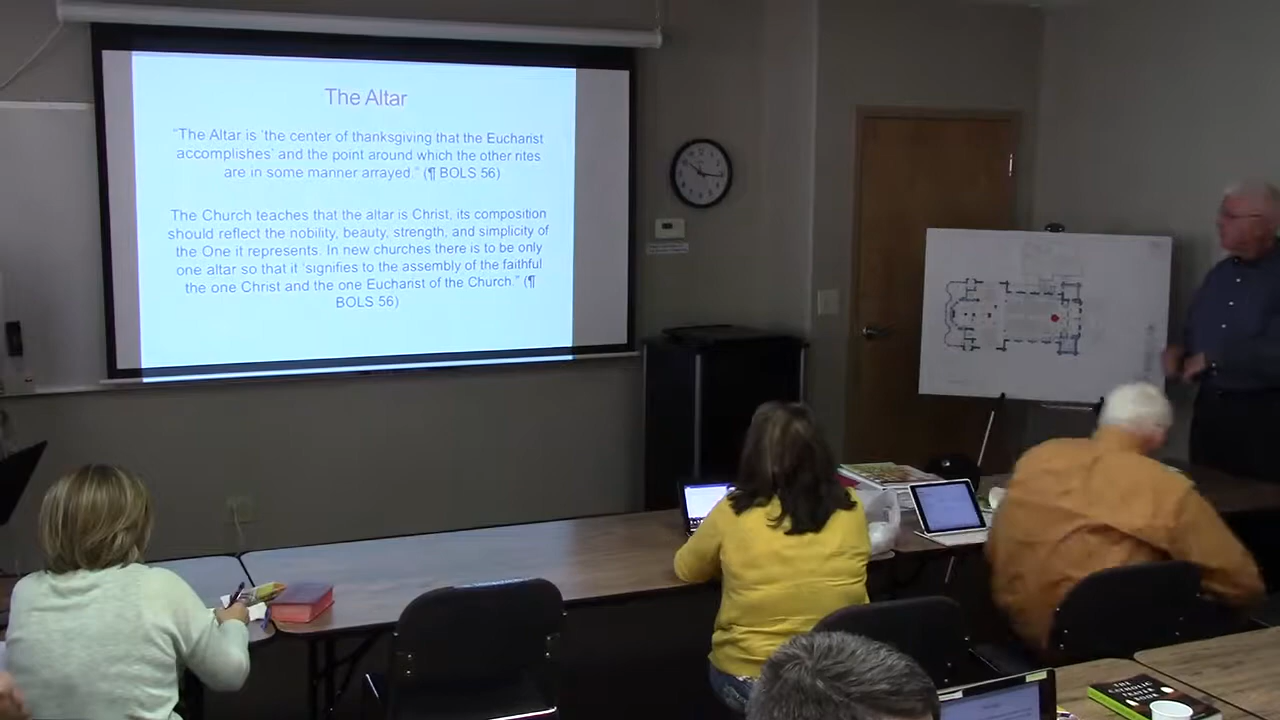 The Altar
“The Altar is ‘the center of thanksgiving that the Eucharist
accomplishes’ and the point around which the other rites
are in some manner arrayed.” (¶ BOLS 56)
The Church teaches that the altar is Christ, its composition
should reflect the nobility, beauty, strength, and simplicity of
the One it represents. In new churches there is to be only
one altar so that it ‘signifies to the assembly of the faithful
the one Christ and the one Eucharist of the Church.” (¶
BOLS 56)
THE CATHOLIC
PRAYER BOOK